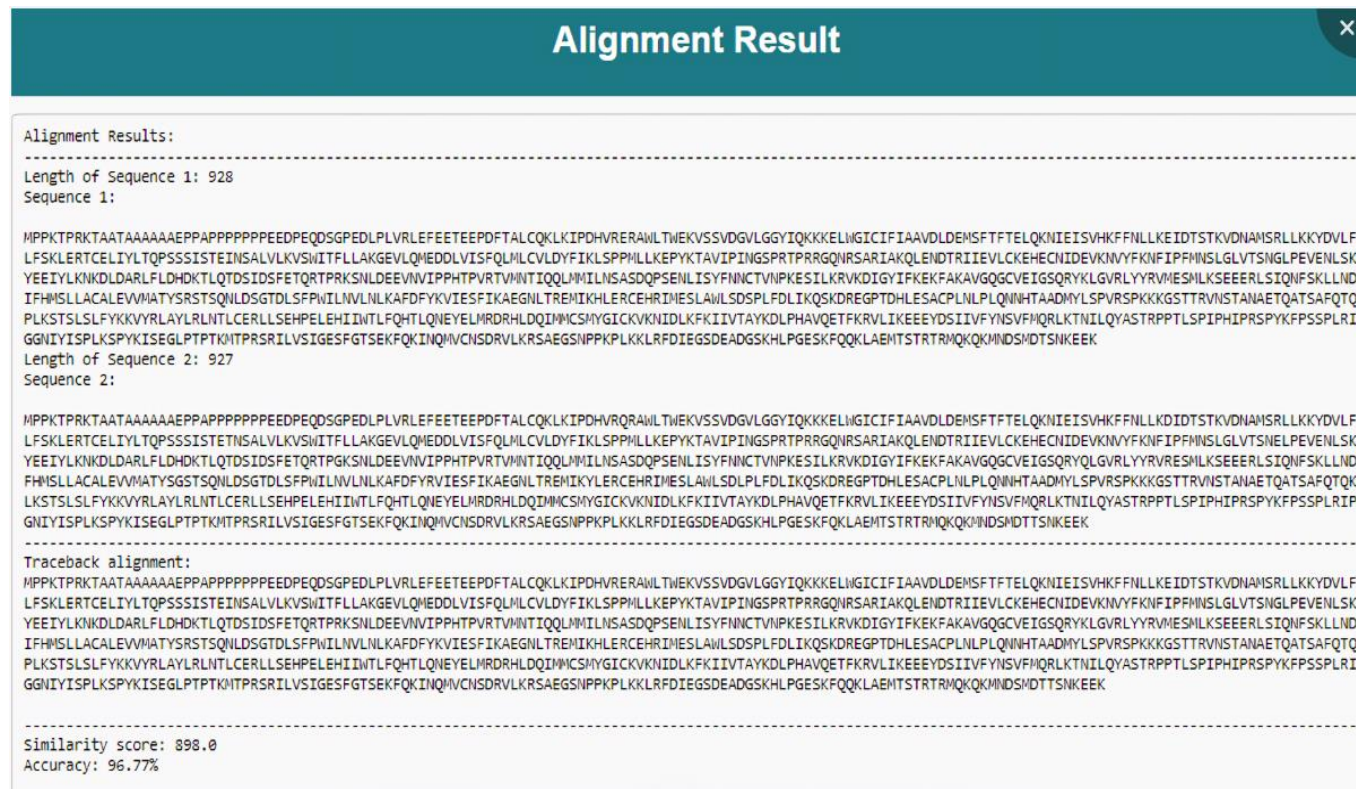 Alignment Result
×
Alignment Results:
Length of Sequence 1: 928
Sequence 1:
MPPKTPRKTAATAAAAAAEPPAPPPPPPPEEDPEQDSGPEDLPLVRLEFEETEEPDFTALCQKLKIPDHVRERAWLTWEKVSSVDGVLGGYIQKKKELWGICIFIAAVDLDEMSFTFTELQKNIEISVHKFFNLLKEIDTSTKVDNAMSRLLKKYDVLF
LFSKLERTCELIYLTQPSSSISTEINSALVLKVSWITFLLAKGEVLQMEDDLVISFQLMLCVLDYFIKLSPPMLLKEPYKTAVIPINGSPRTPRRGQNRSARIAKQLENDTRIIEVLCKEHECNIDEVKNVYFKNFIPFMNSLGLVTSNGLPEVENLSK
YEEIYLKNKDLDARLFLDHDKTLQTDSIDSFETQRTPRKSNLDEEVNVIPPHTPVRTVMNTIQQLMMILNSASDQPSENLISYFNNCTVNPKESILKRVKDIGYIFKEKFAKAVGQGCVEIGSQRYKLGVRLYYRVMESMLKSEEERLSIQNFSKLLND
IFHMSLLACALEVVMATYSRSTSQNLDSGTDLSFPWILNVLNLKAFDFYKVIESFIKAEGNLTREMIKHLERCEHRIMESLAWLSDSPLFDLIKQSKDREGPTDHLESACPLNLPLQNNHTAADMYLSPVRSPKKKGSTTRVNSTANAETQATSAFQTQ
PLKSTSLSLFYKKVYRLAYLRLNTLCERLLSEHPELEHIIWTLFQHTLQNEYELMRDRHLDQIMMCSMYGICKVKNIDLKFKIIVTAYKDLPHAVQETFKRVLIKEEEYDSIIVFYNSVFMQRLKTNILQYASTRPPTLSPIPHIPRSPYKFPSSPLRI
GGNIYISPLKSPYKISEGLPTPTKMTPRSRILVSIGESFGTSEKFQKINQMVCNSDRVLKRSAEGSNPPKPLKKLRFDIEGSDEADGSKHLPGESKFQQKLAEMTSTRTRMQKQKMNDSMDTSNKEEK
Length of Sequence 2: 927
Sequence 2:
MPPKTPRKTAATAAAAAAEPPAPPPPPPPEEDPEQDSGPEDLPLVRLEFEETEEPDFTALCQKLKIPDHVRQRAWLTWEKVSSVDGVLGGYIQKKKELWGICIFIAAVDLDEMSFTFTELQKNIEISVHKFFNLLKDIDTSTKVDNAMSRLLKKYDVLF
LFSKLERTCELIYLTQPSSSISTETNSALVLKVSWITFLLAKGEVLQMEDDLVISFQLMLCVLDYFIKLSPPMLLKEPYKTAVIPINGSPRTPRRGQNRSARIAKQLENDTRIIEVLCKEHECNIDEVKNVYFKNFIPFMNSLGLVTSNELPEVENLSK
YEEIYLKNKDLDARLFLDHDKTLQTDSIDSFETQRTPGKSNLDEEVNVIPPHTPVRTVMNTIQQLMMILNSASDQPSENLISYFNNCTVNPKESILKRVKDIGYIFKEKFAKAVGQGCVEIGSQRYQLGVRLYYRVRESMLKSEEERLSIQNFSKLLND
FHMSLLACALEVVMATYSGSTSQNLDSGTDLSFPWILNVLNLKAFDFYKVIESFIKAEGNLTREMIKYLERCEHRIMESLAWLSDLPLFDLIKQSKDREGPTDHLESACPLNLPLQNNHTAADMYLSPVRSPKKKGSTTRVNSTANAETQATSAFQTQK
LKSTSLSLFYKKVYRLAYLRLNTLCERLLSEHPELEHIIWTLFQHTLQNEYELMRDRHLDQIMMCSMYGICKVKNIDLKFKIIVTAYKDLPHAVQETFKRVLIKEEEYDSIIVFYNSVFMQRLKTNILQYASTRPPTLSPIPHIPRSPYKFPSSPLRIP
GNIYISPLKSPYKISEGLPTPTKMTPRSRILVSIGESFGTSEKFQKINQMVCNSDRVLKRSAEGSNPPKPLKKLRFDIEGSDEADGSKHLPGESKFQKLAEMTSTRTRMQKQKMNDSMDTTSNKEEK
Traceback alignment:
MPPKTPRKTAATAAAAAAEPPAPPPPPPPEEDPEQDSGPEDLPLVRLEFEETEEPDFTALCQKLKIPDHVRERAWLTWEKVSSVDGVLGGYIQKKKELWGICIFIAAVDLDEMSFTFTELQKNIEISVHKFFNLLKEIDTSTKVDNAMSRLLKKYDVLF
LFSKLERTCELIYLTQPSSSISTEINSALVLKVSWITFLLAKGEVLQMEDDLVISFQLMLCVLDYFIKLSPPMLLKEPYKTAVIPINGSPRTPRRGQNRSARIAKQLENDTRIIEVLCKEHECNIDEVKNVYFKNFIPFMNSLGLVTSNGLPEVENLSK
YEEIYLKNKDLDARLFLDHDKTLQTDSIDSFETQRTPRKSNLDEEVNVIPPHTPVRTVMNTIQQLMMILNSASDQPSENLISYFNNCTVNPKESILKRVKDIGYIFKEKFAKAVGQGCVEIGSQRYKLGVRLYYRVMESMLKSEEERLSIQNFSKLLND
IFHMSLLACALEVVMATYSRSTSQNLDSGTDLSFPWILNVLNLKAFDFYKVIESFIKAEGNLTREMIKHLERCEHRIMESLAWLSDSPLFDLIKQSKDREGPTDHLESACPLNLPLQNNHTAADMYLSPVRSPKKKGSTTRVNSTANAETQATSAFQTQ
PLKSTSLSLFYKKVYRLAYLRLNTLCERLLSEHPELEHIIWTLFQHTLQNEYELMRDRHLDQIMMCSMYGICKVKNIDLKFKIIVTAYKDLPHAVQETFKRVLIKEEEYDSIIVFYNSVFMQRLKTNILQYASTRPPTLSPIPHIPRSPYKFPSSPLRI
GGNIYISPLKSPYKISEGLPTPTKMTPRSRILVSIGESFGTSEKFQKINQMVCNSDRVLKRSAEGSNPPKPLKKLRFDIEGSDEADGSKHLPGESKFQQKLAEMTSTRTRMQKQKMNDSMDTTSNKEEK
Similarity score: 898.0
Accuracy: 96.77%